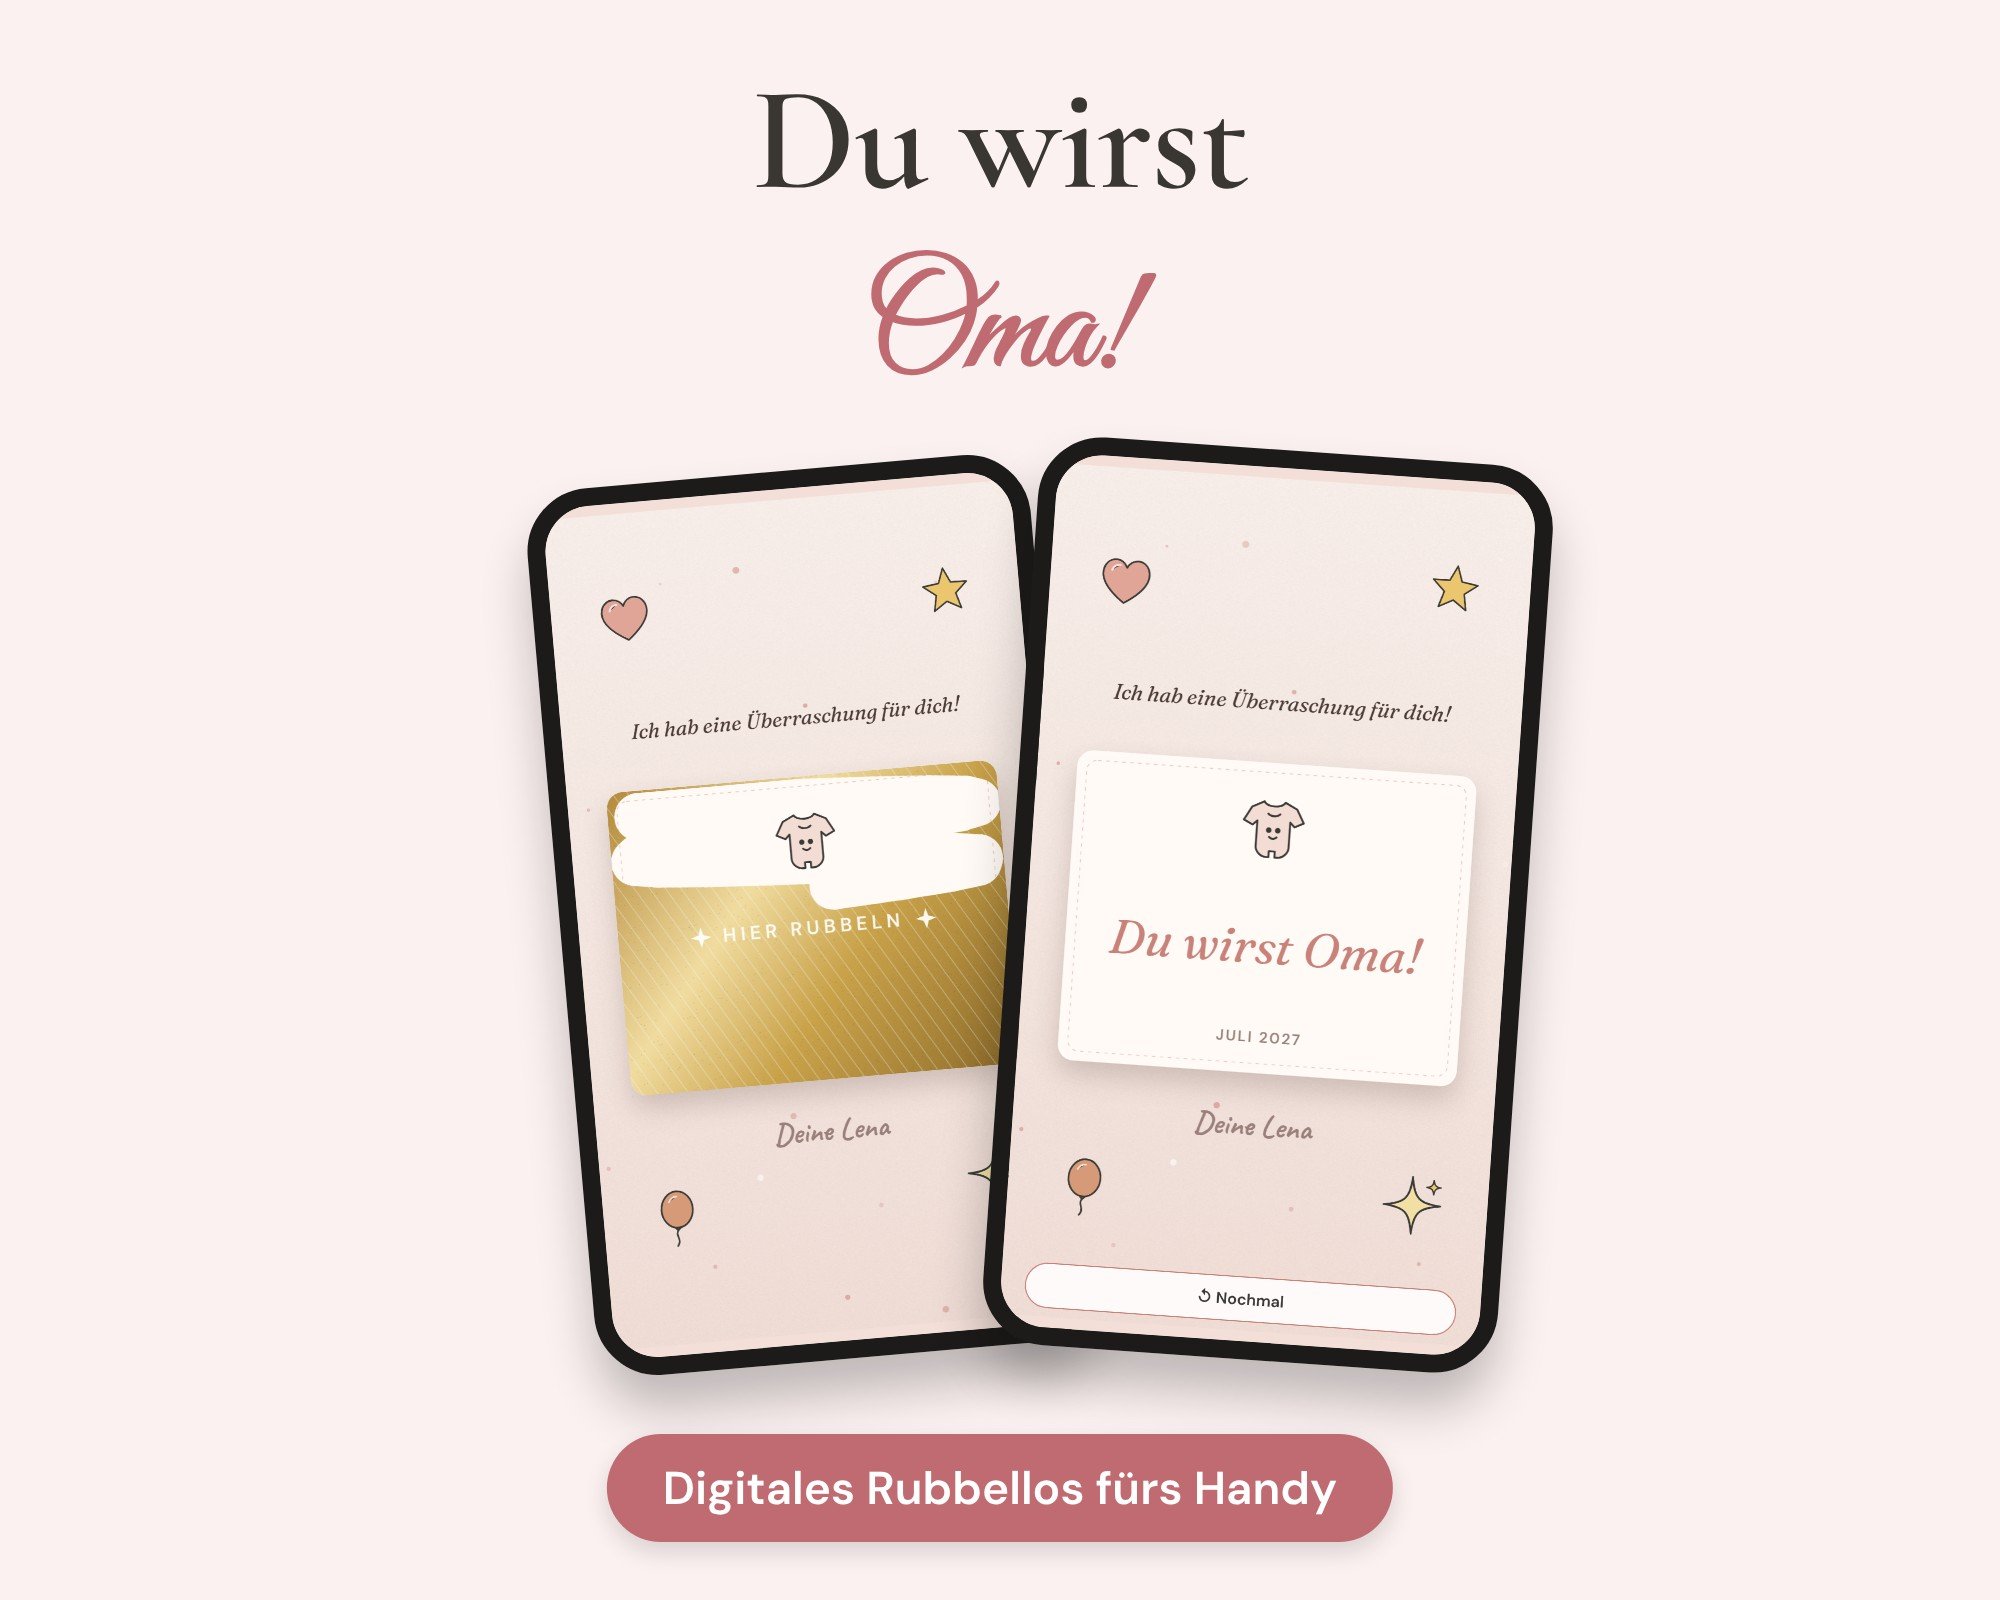 Du wirst
Oma!
Ich hab eine Überraschung für dich!
HIER RUBBELN
Deine Lena
Ich hab eine Überraschung für dich!
Du wirst Oma!
JULI 2027
Deine Lena
Nochmal
Digitales Rubbellos fürs Handy